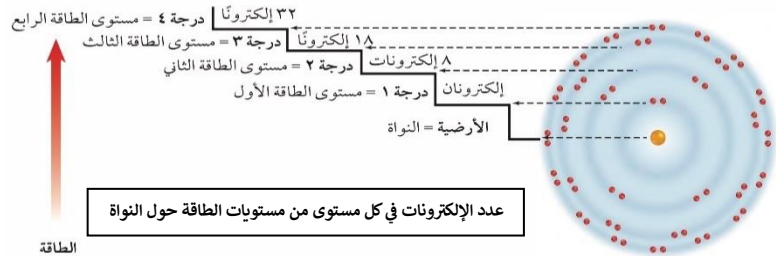 ٣٢ إلكترونًا
درجة ٤ = مستوى الطاقة الرابع
١٨ إلكترونًا
درجة ٣ = مستوى الطاقة الثالث
٨ إلكترونات
درجة ٢ = مستوى الطاقة الثاني
إلكترونان
درجة ١ = مستوى الطاقة الأول
الأرضية = النواة
عدد الإلكترونات في كل مستوى من مستويات الطاقة حول النواة
الطاقة